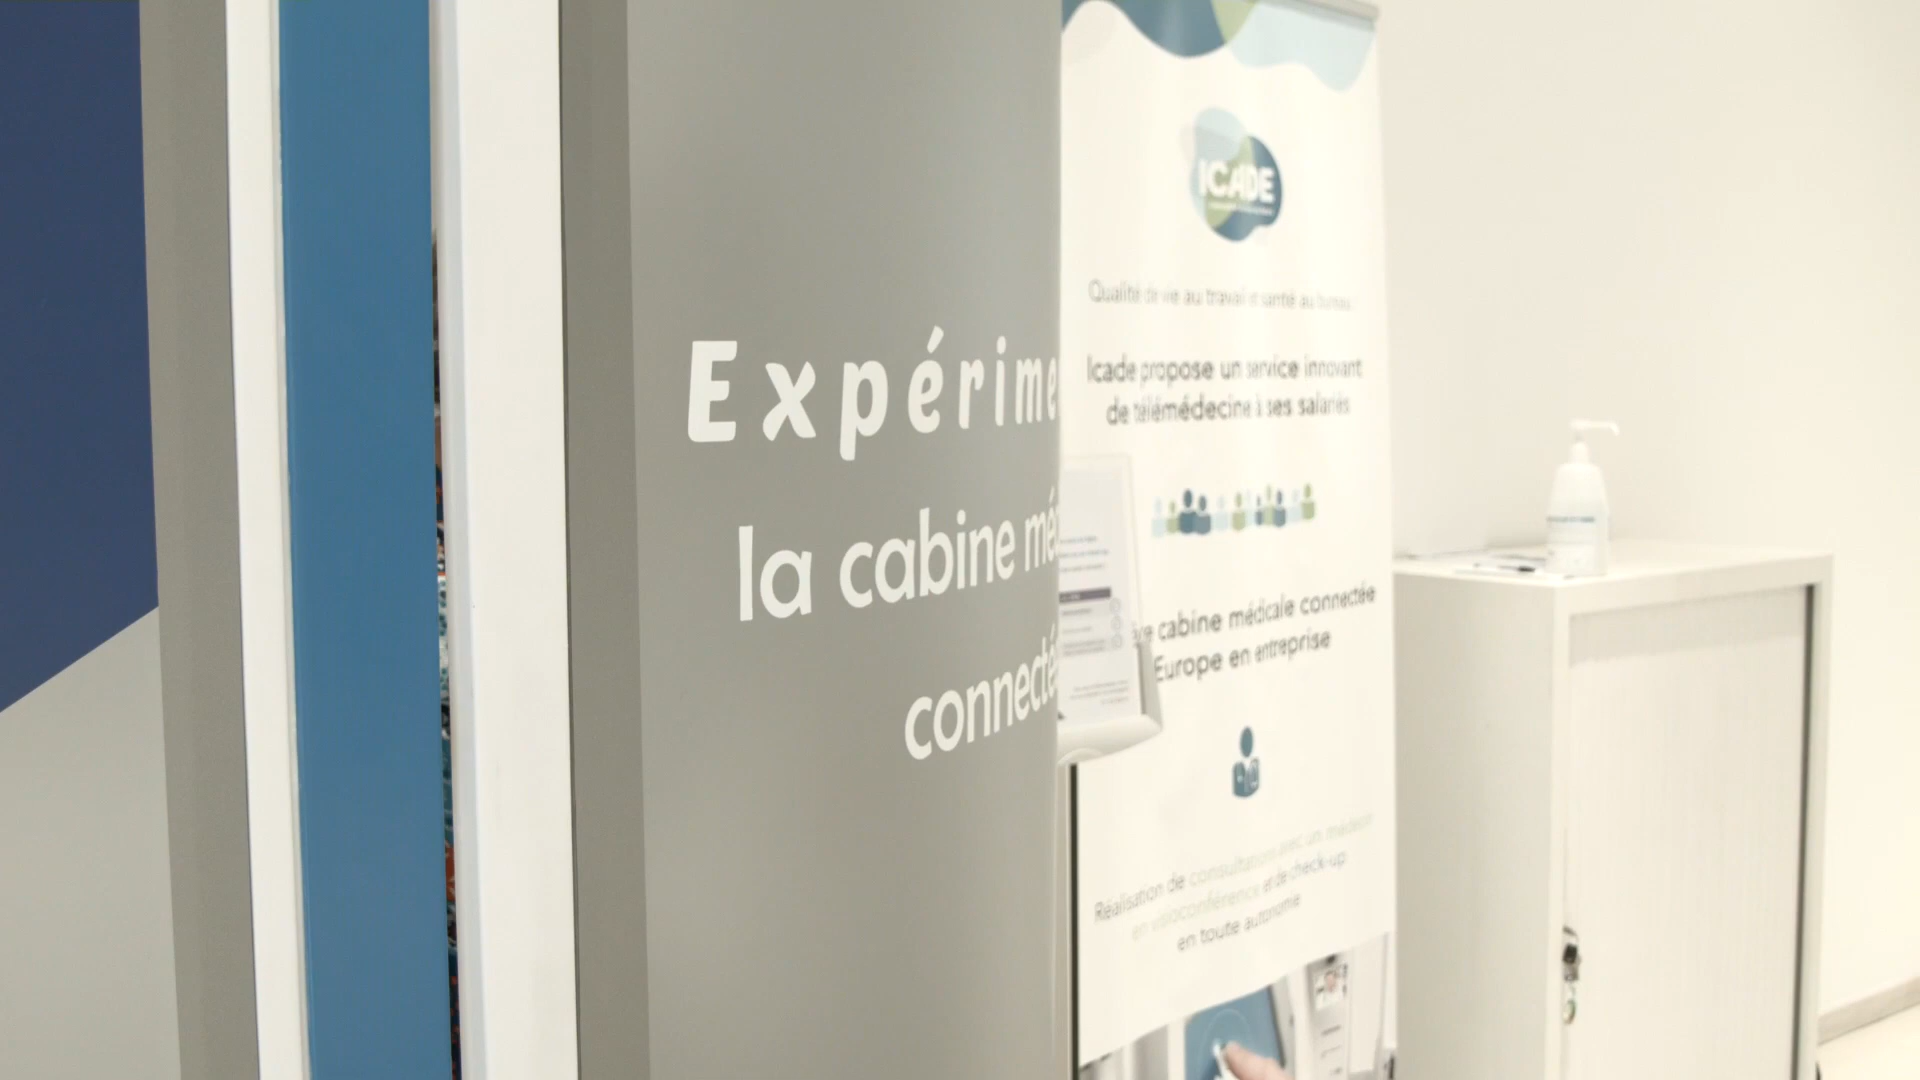 Expérime
la cabine mé
connecté
ICADE
Qualité de vie au travail et santé au bureau
Icade propose un service innovant
de télémédecine à ses salariés
cabine médicale connectée
Europe en entreprise
Réalisation de consultation avec un médecin
en visioconférence et de check-up
en toute autonomie